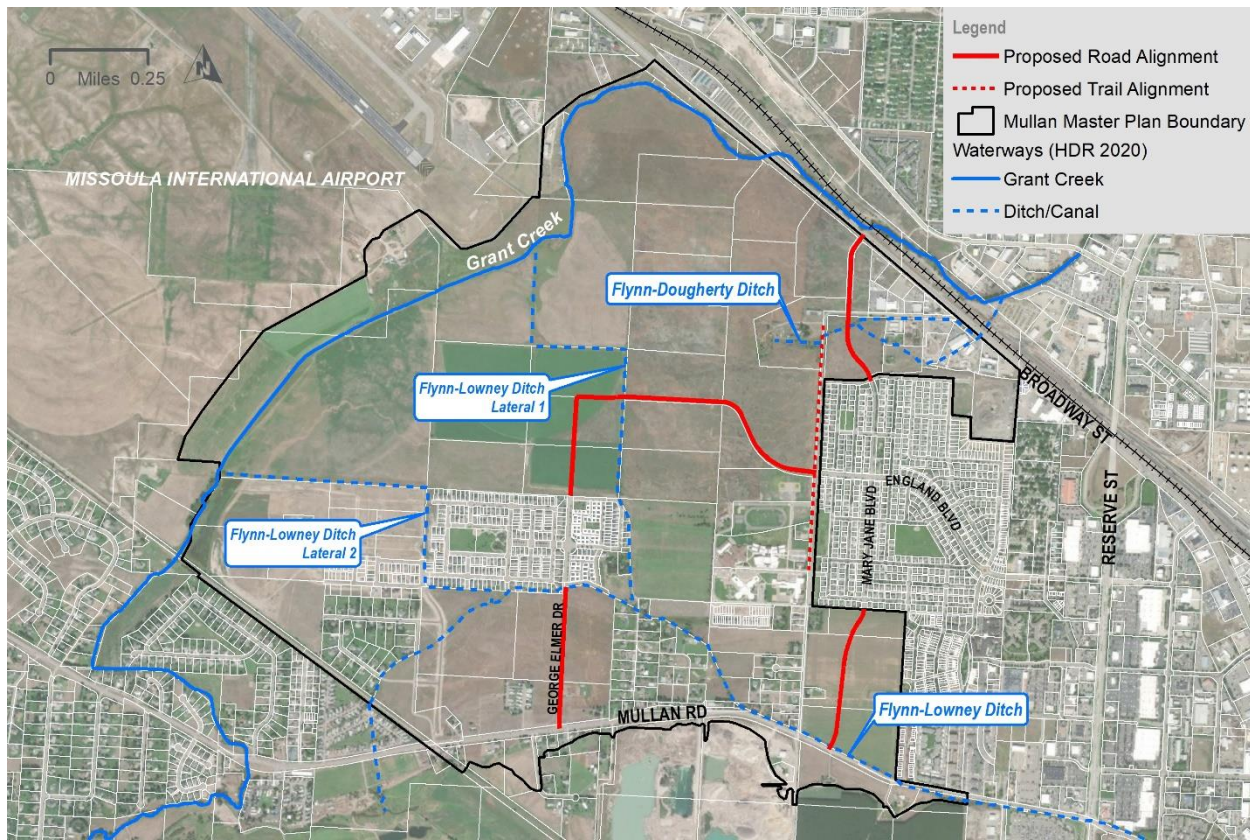 Legend
Proposed Road Alignment
Proposed Trail Alignment
Mullan Master Plan Boundary
Waterways (HDR 2020)
Grant Creek
Ditch/Canal
0 Miles 0.25
N
MISSOULA INTERNATIONAL AIRPORT
Grant Creek
Flynn-Dougherty Ditch
Flynn-Lowney Ditch
Lateral 1
BROADWAY ST
ENGLAND BLVD
MARY JANE BLVD
RESERVE ST
Flynn-Lowney Ditch
Lateral 2
GEORGE ELMER DR
MULLAN RD
Flynn-Lowney Ditch